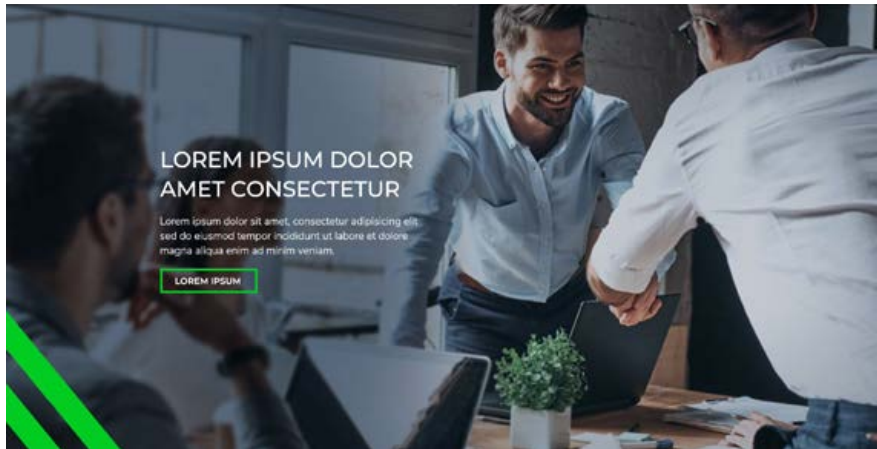 LOREM IPSUM DOLOR
AMET CONSECTETUR
Lorem ipsum dolor sit amet, consectetur adipisicing elit
sed do eiusmod tempor incididunt ut labore et dolore
magna aliqua enim ad minim veniam.
LOREM IPSUM